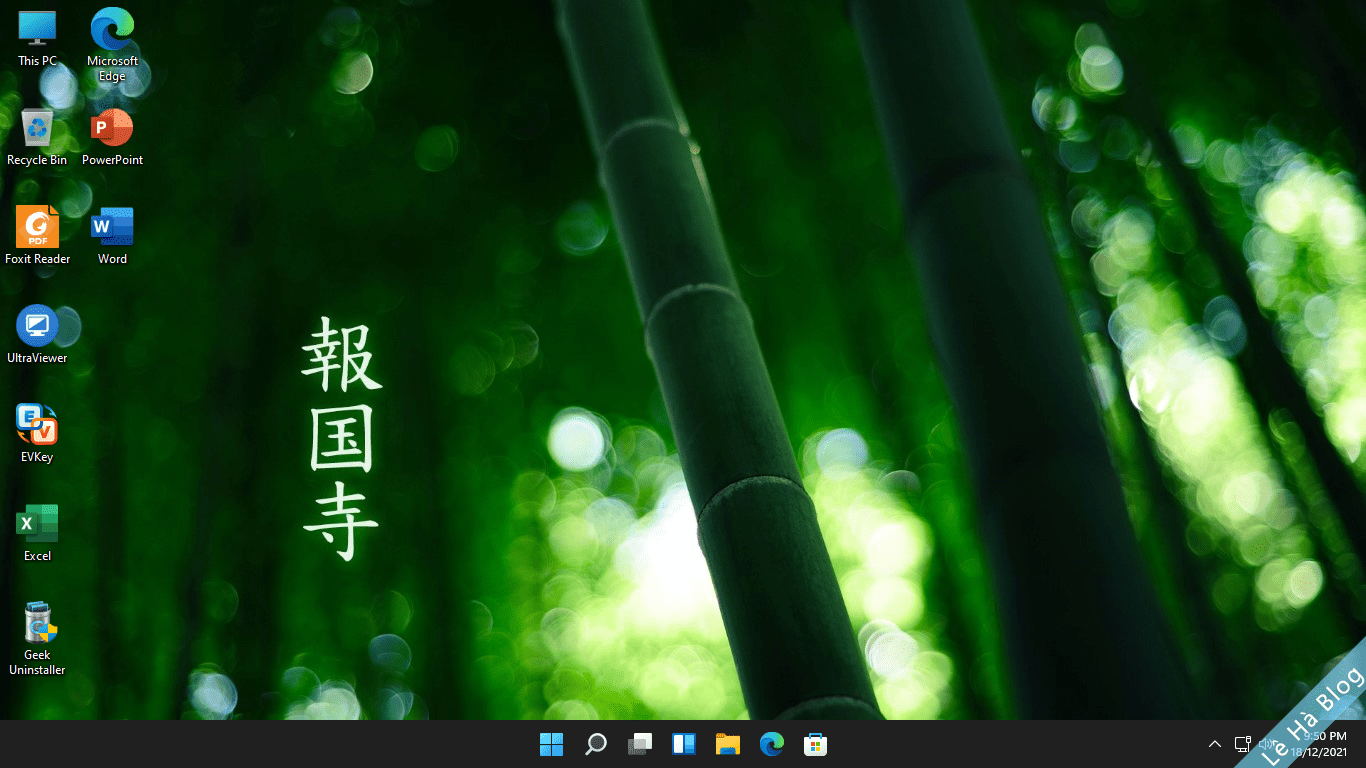 This PC
Microsoft
Edge
Recycle Bin
PowerPoint
Foxit Reader
Word
UltraViewer
EVKey
Excel
Geek
Uninstaller
報
国
寺
9:50 PM
18/12/2021
Lê Hà Blog
PDF
P
W
E
V
X